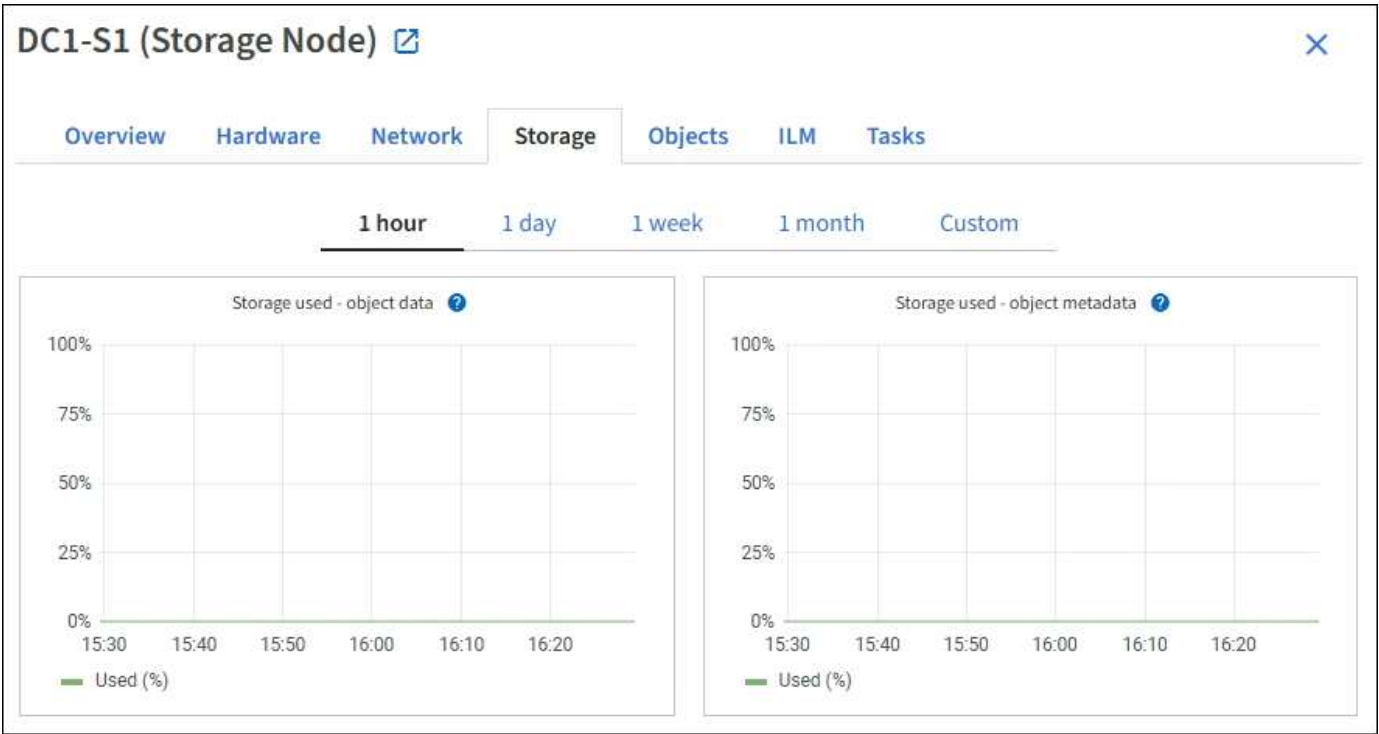 DC1-S1 (Storage Node)
Overview Hardware Network Storage Objects ILM Tasks
1 hour 1 day 1 week 1 month Custom
Storage used - object data ?
100%
75%
50%
25%
0%
15:30 15:40 15:50 16:00 16:10 16:20
Used (%)
Storage used - object metadata ?
100%
75%
50%
25%
0%
15:30 15:40 15:50 16:00 16:10 16:20
Used (%)